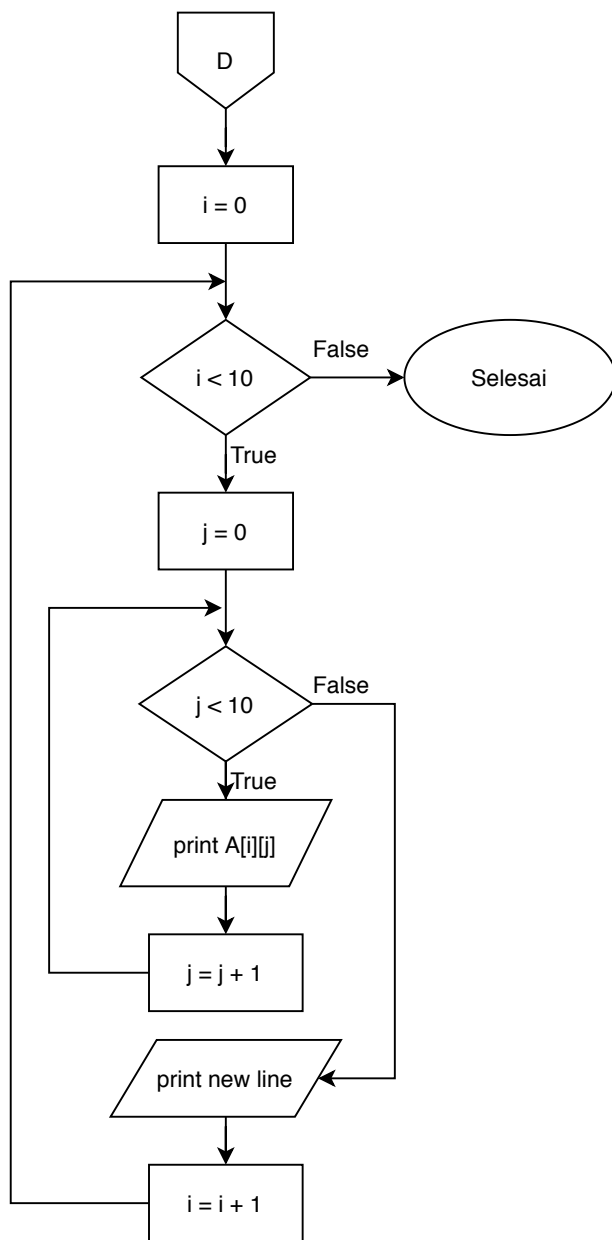 D
i = 0
i < 10
False
Selesai
True
j = 0
j < 10
False
True
print A[i][j]
j = j + 1
print new line
i = i + 1